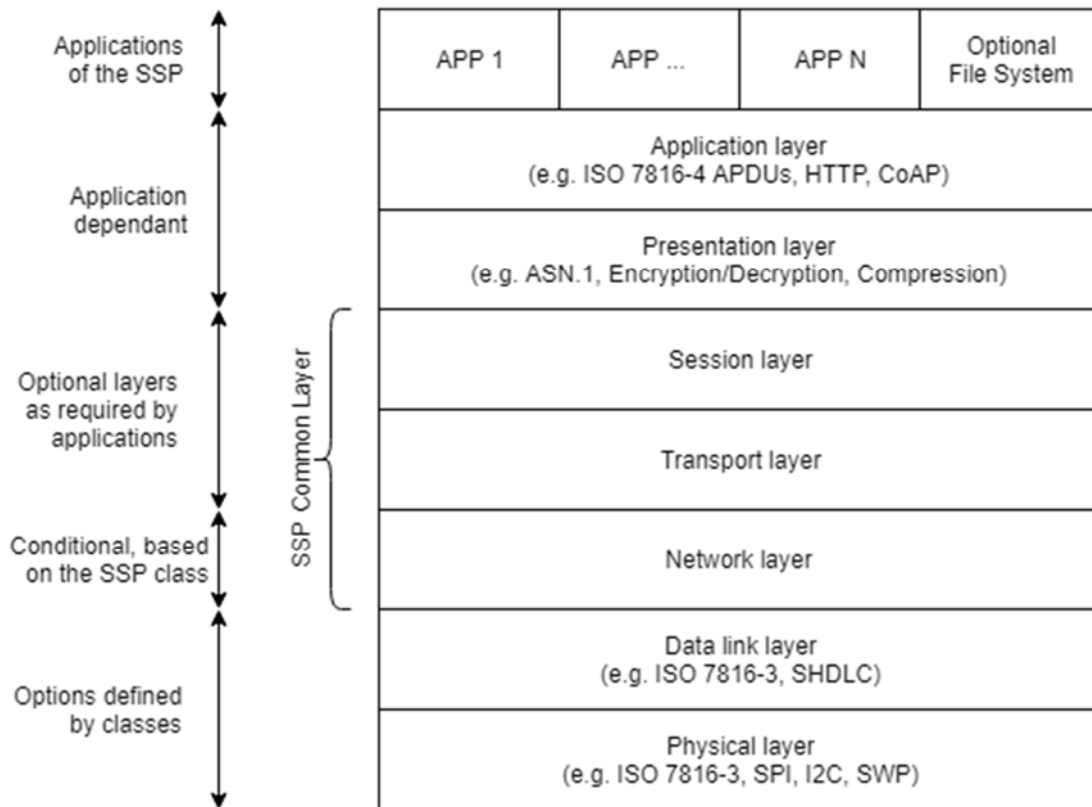 Applications
of the SSP
APP 1
APP ...
APP N
Optional
File System
Application
dependant
Application layer
(e.g. ISO 7816-4 APDUs, HTTP, CoAP)
Presentation layer
(e.g. ASN.1, Encryption/Decryption, Compression)
Optional layers
as required by
applications
SSP Common Layer
Session layer
Transport layer
Conditional, based
on the SSP class
Network layer
Options defined
by classes
Data link layer
(e.g. ISO 7816-3, SHDLC)
Physical layer
(e.g. ISO 7816-3, SPI, I2C, SWP)